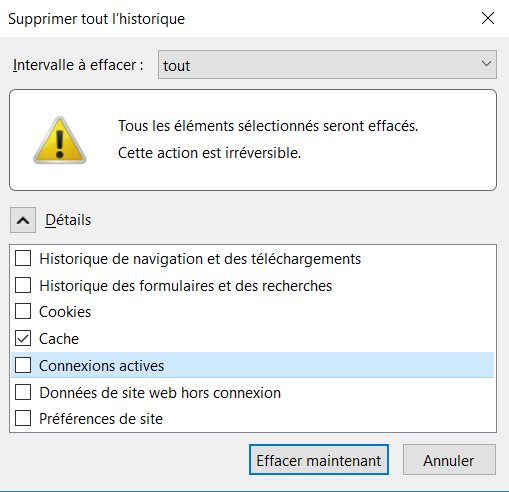 Supprimer tout l'historique
Intervalle à effacer : tout
Tous les éléments sélectionnés seront effacés.
Cette action est irréversible.
Détails
Historique de navigation et des téléchargements
Historique des formulaires et des recherches
Cookies
Cache
Connexions actives
Données de site web hors connexion
Préférences de site
Effacer maintenant Annuler